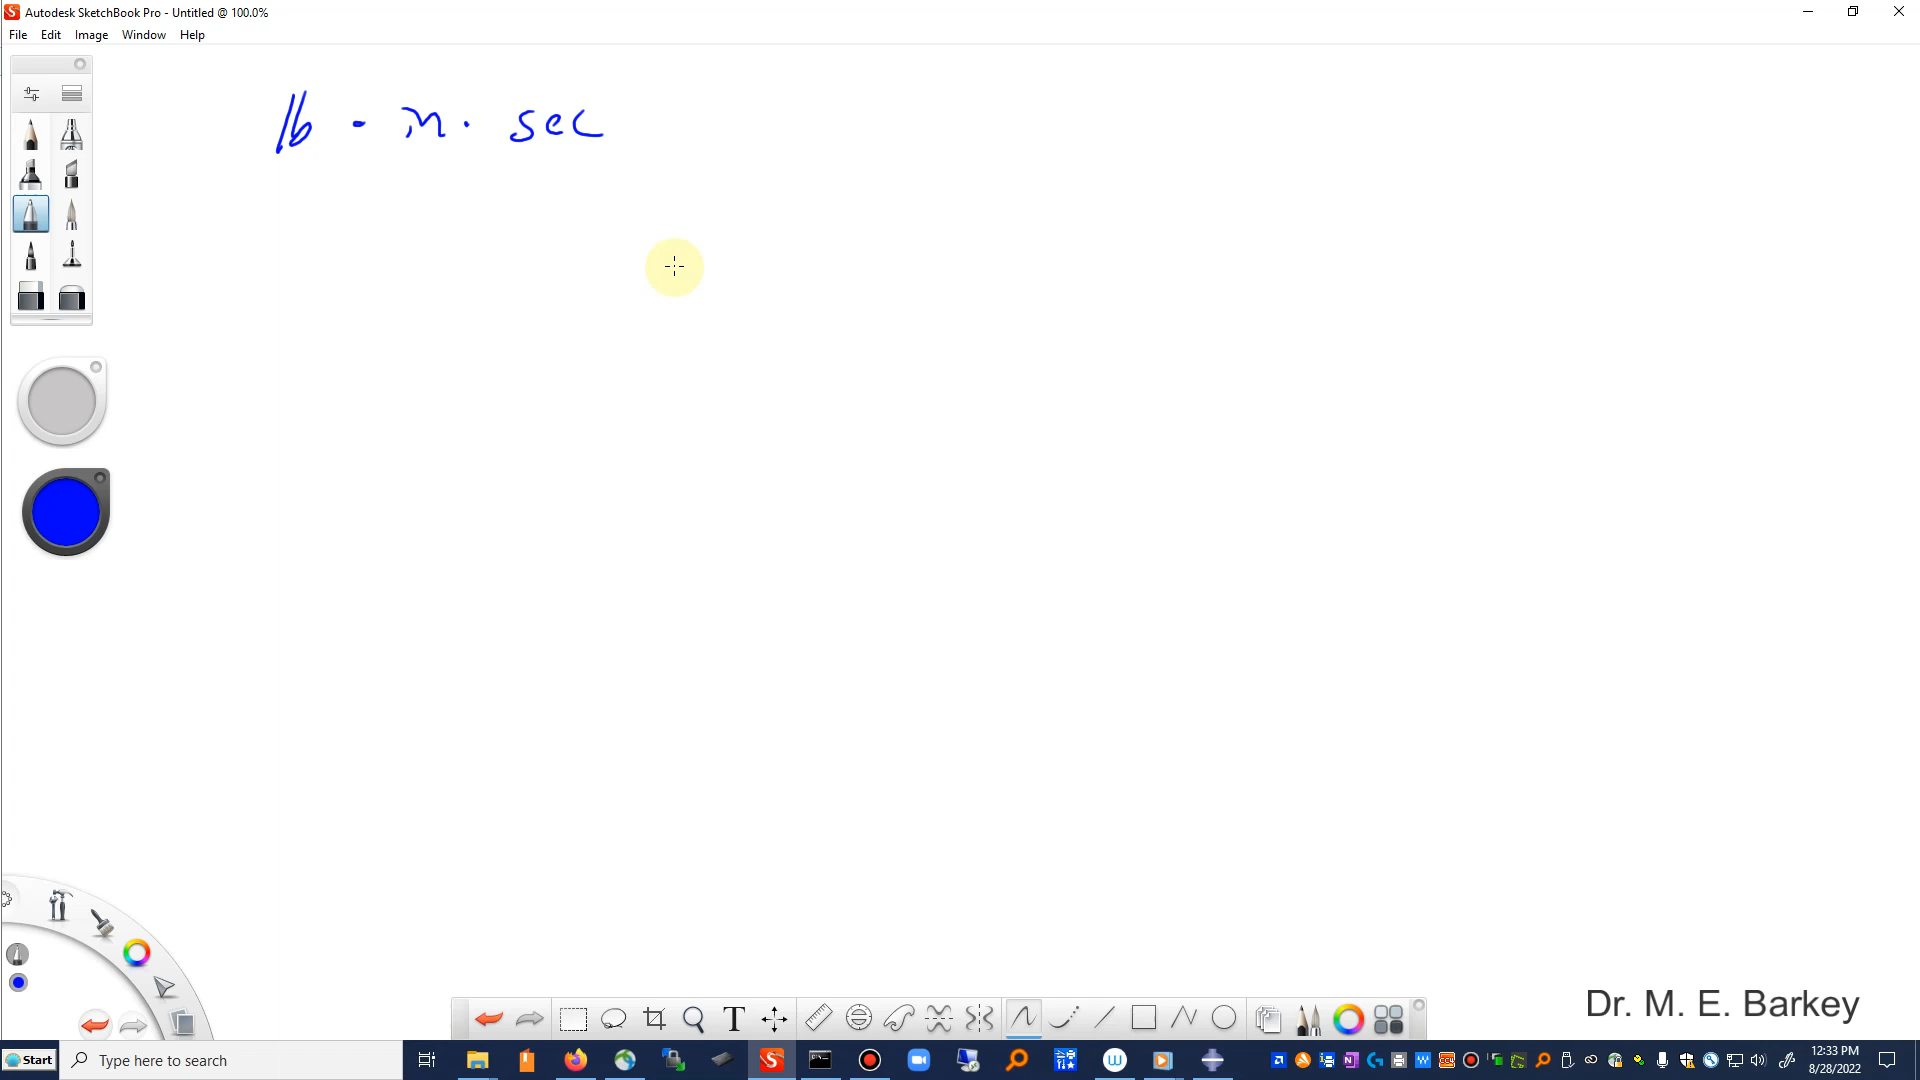 Autodesk SketchBook Pro - Untitled @ 100.0%
File Edit Image Window Help
lb · in · sec
Dr. M. E. Barkey
Start Type here to search 12:33 PM
8/28/2022